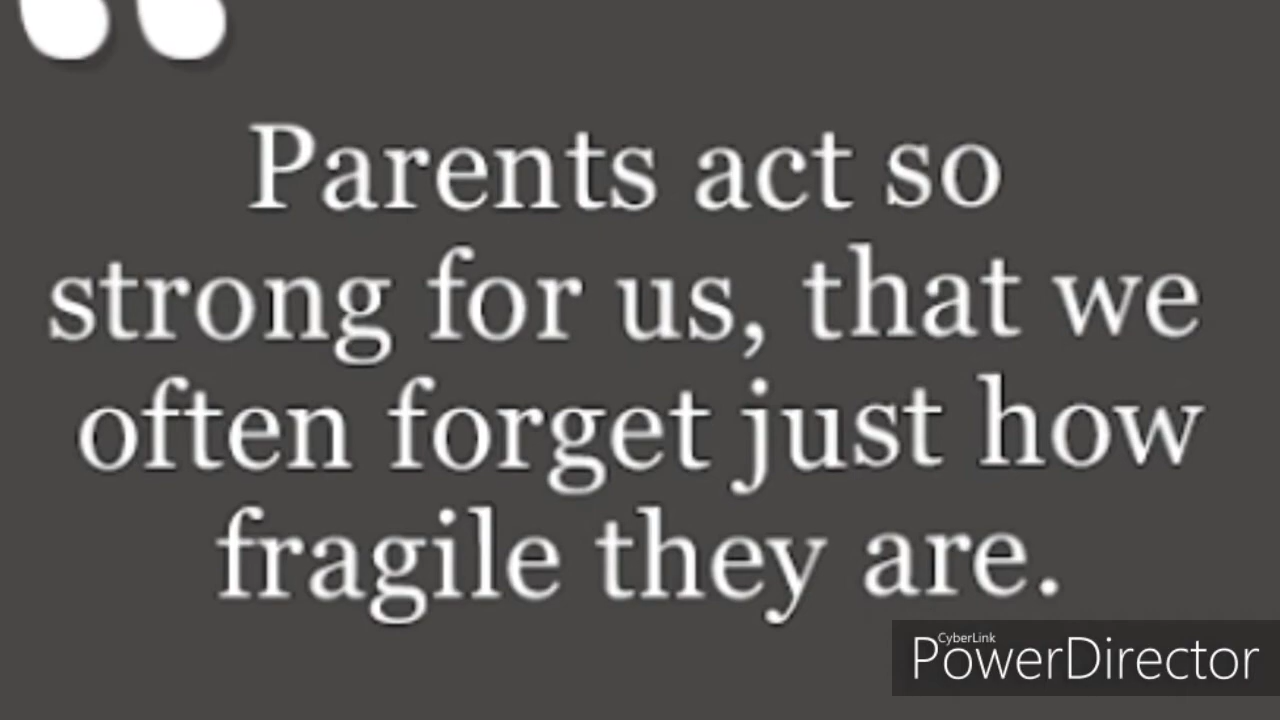 “
Parents act so
strong for us, that we
often forget just how
fragile they are.
CyberLink
PowerDirector